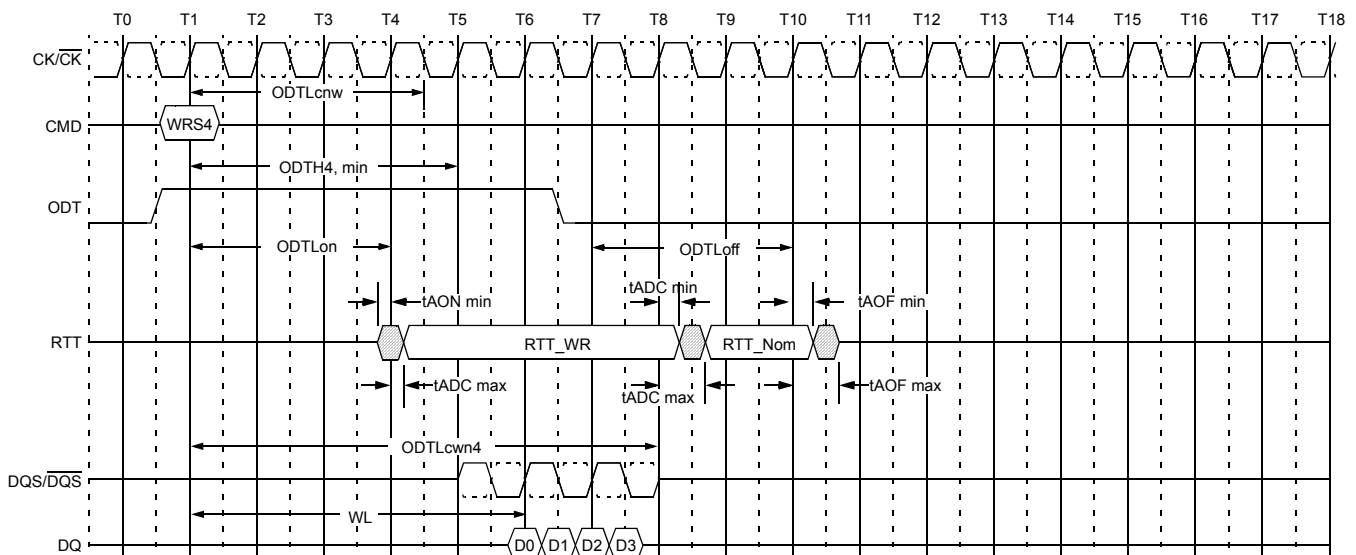 T0 T1 T2 T3 T4 T5 T6 T7 T8 T9 T10 T11 T12 T13 T14 T15 T16 T17 T18
CK/CK
ODTLcnw
CMD WRS4
ODTH4, min
ODT
ODTLon ODTLoff
tAON min tADC min tAOF min
RTT RTT_WR RTT_Nom
tADC max tADC max tAOF max
ODTLcwn4
DQS/DQS
WL
DQ D0 D1 D2 D3